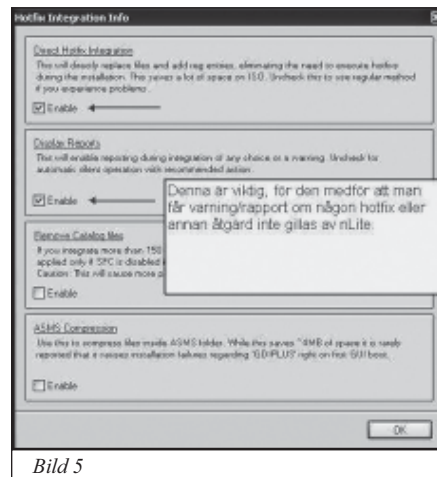 Hotfix Integration Info
Direct Hotfix Integration
This will directly replace files and add reg entries, eliminating the need to execute hotfix
during the installation. This saves a lot of space on ISO. Uncheck this to use regular method
if you experience problems.
Enable
Display Reports
This will enable reporting during integration of any choice or a warning. Uncheck for
automatic silent operation with recommended action.
Enable
Denna är viktig, för den medför att man
får varning/rapport om någon hotfix eller
annan åtgärd inte gillas av nLite.
Remove Catalog files
If you integrate more than 150
applied only if SFC is disabled
Caution: This will cause more p
Enable
ASMS Compression
Use this to compress files inside ASMS folder. While this saves ~4MB of space it is rarely
reported that it raises installation failures regarding 'GDIPLUS' right on first GUI boot.
Enable
OK
Bild 5